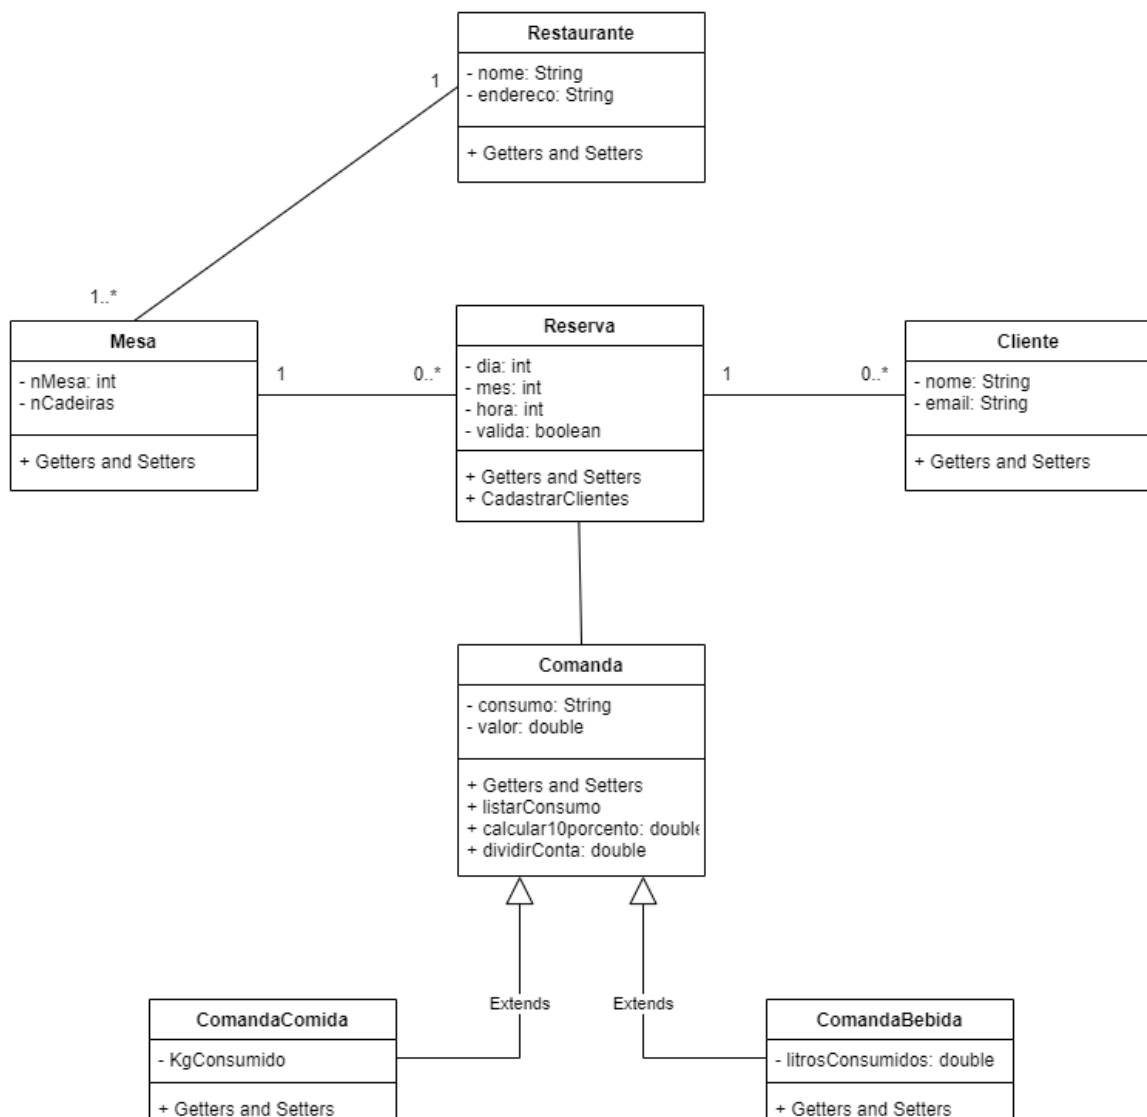 Restaurante
- nome: String
- endereco: String
+ Getters and Setters
1
1..*
Mesa
- nMesa: int
- nCadeiras
+ Getters and Setters
1
0..*
Reserva
- dia: int
- mes: int
- hora: int
- valida: boolean
+ Getters and Setters
+ CadastrarClientes
1
0..*
Cliente
- nome: String
- email: String
+ Getters and Setters
Comanda
- consumo: String
- valor: double
+ Getters and Setters
+ listarConsumo
+ calcular10porcento: double
+ dividirConta: double
Extends
Extends
ComandaComida
- KgConsumido
+ Getters and Setters
ComandaBebida
- litrosConsumidos: double
+ Getters and Setters